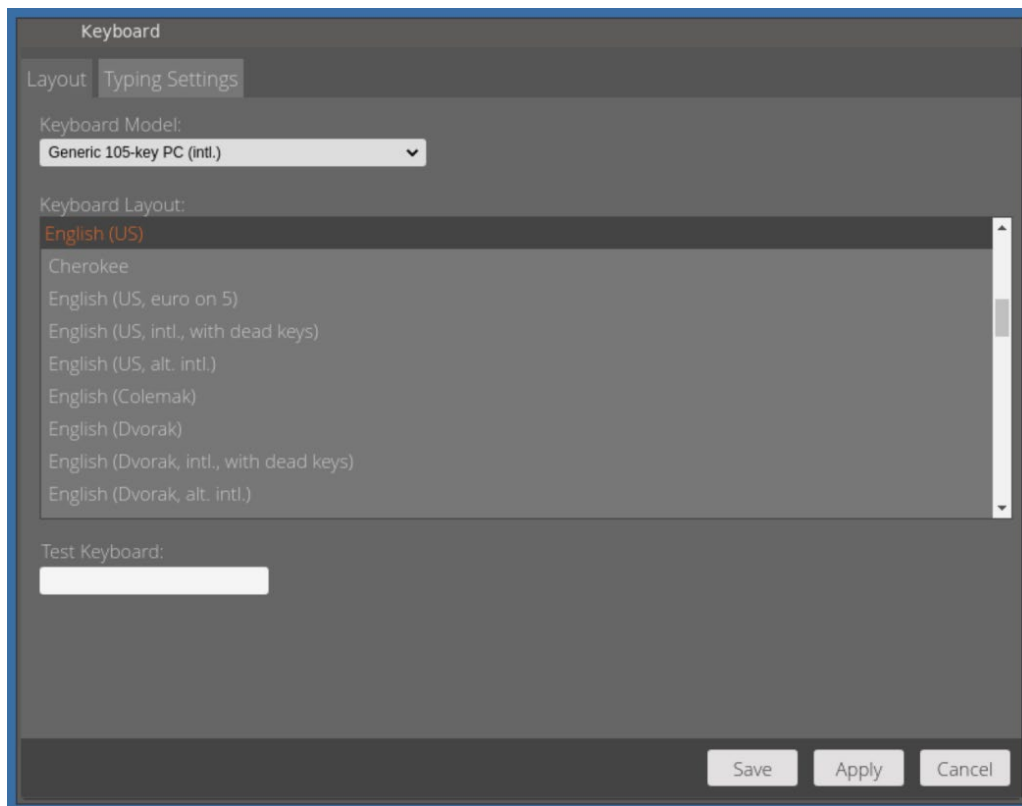 Keyboard
Layout Typing Settings
Keyboard Model:
Generic 105-key PC (intl.)
Keyboard Layout:
English (US)
Cherokee
English (US, euro on 5)
English (US, intl., with dead keys)
English (US, alt. intl.)
English (Colemak)
English (Dvorak)
English (Dvorak, intl., with dead keys)
English (Dvorak, alt. intl.)
Test Keyboard:
Save Apply Cancel